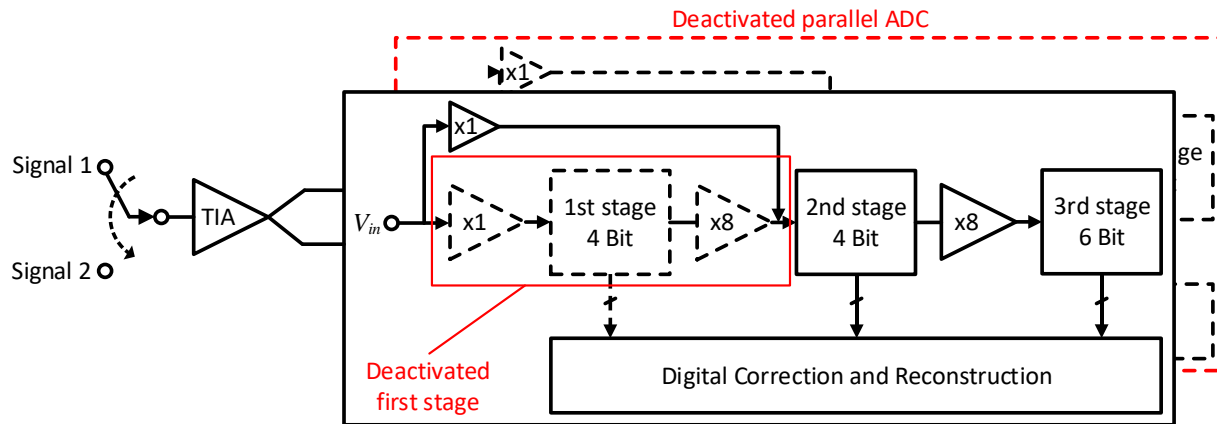 Deactivated parallel ADC
x1
x1
ge
Signal 1
TIA
Signal 2
V_in
x1
1st stage
4 Bit
x8
2nd stage
4 Bit
x8
3rd stage
6 Bit
Deactivated
first stage
Digital Correction and Reconstruction